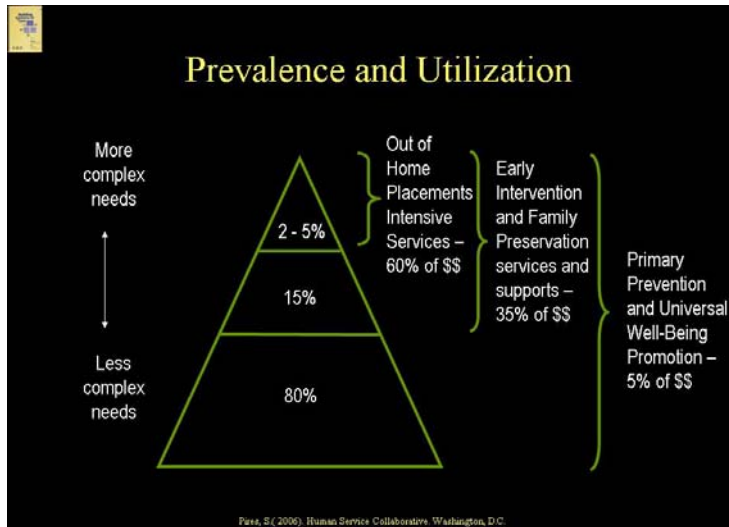 Prevalence and Utilization
More
complex
needs
Less
complex
needs
2 - 5%
15%
80%
Out of
Home
Placements
Intensive
Services –
60% of $$
Early
Intervention
and Family
Preservation
services and
supports –
35% of $$
Primary
Prevention
and Universal
Well-Being
Promotion –
5% of $$
Pires, S.( 2006). Human Service Collaborative. Washington, D.C.